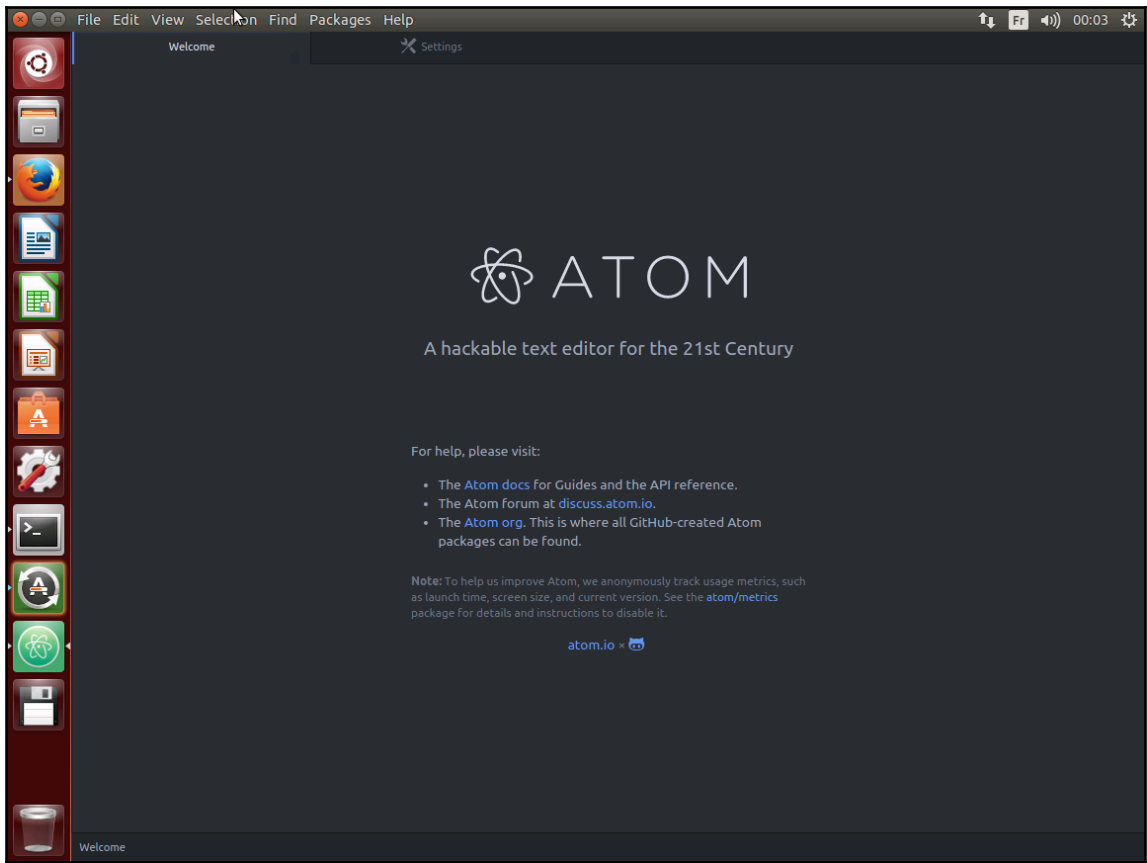 File Edit View Selection Find Packages Help
Fr 00:03
Welcome
Settings
ATOM
A hackable text editor for the 21st Century
For help, please visit:
• The Atom docs for Guides and the API reference.
• The Atom forum at discuss.atom.io.
• The Atom org. This is where all GitHub-created Atom
packages can be found.
Note: To help us improve Atom, we anonymously track usage metrics, such
as launch time, screen size, and current version. See the atom/metrics
package for details and instructions to disable it.
atom.io ×
Welcome